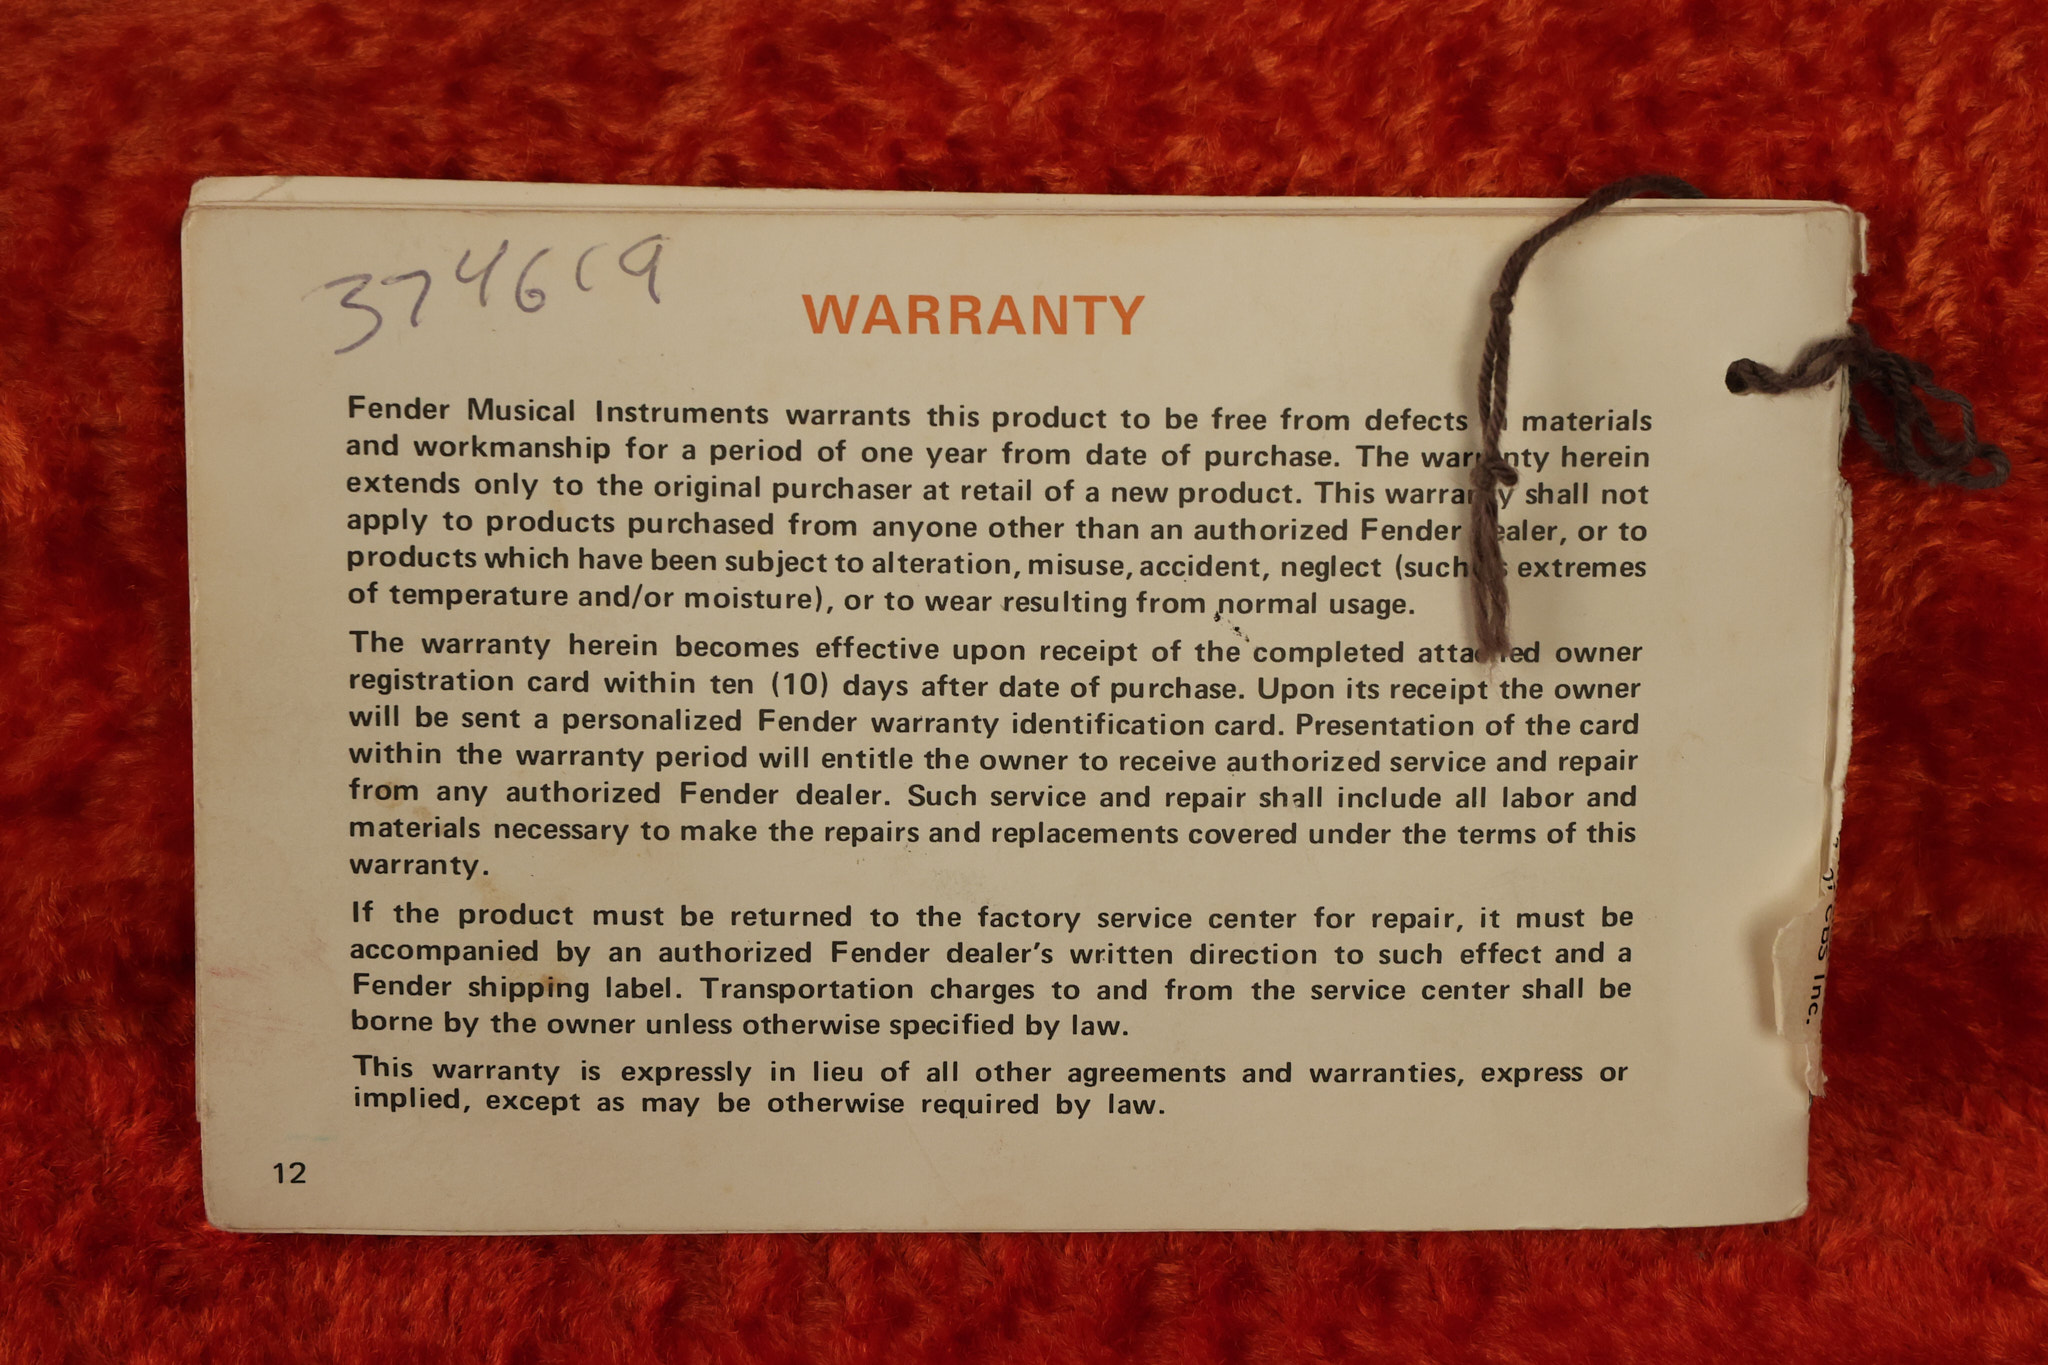 374619
WARRANTY
Fender Musical Instruments warrants this product to be free from defects materials
and workmanship for a period of one year from date of purchase. The warranty herein
extends only to the original purchaser at retail of a new product. This warranty shall not
apply to products purchased from anyone other than an authorized Fender dealer, or to
products which have been subject to alteration, misuse, accident, neglect (such extremes
of temperature and/or moisture), or to wear resulting from normal usage.
The warranty herein becomes effective upon receipt of the completed attached owner
registration card within ten (10) days after date of purchase. Upon its receipt the owner
will be sent a personalized Fender warranty identification card. Presentation of the card
within the warranty period will entitle the owner to receive authorized service and repair
from any authorized Fender dealer. Such service and repair shall include all labor and
materials necessary to make the repairs and replacements covered under the terms of this
warranty.
If the product must be returned to the factory service center for repair, it must be
accompanied by an authorized Fender dealer's written direction to such effect and a
Fender shipping label. Transportation charges to and from the service center shall be
borne by the owner unless otherwise specified by law.
This warranty is expressly in lieu of all other agreements and warranties, express or
implied, except as may be otherwise required by law.
12
CBS Inc.